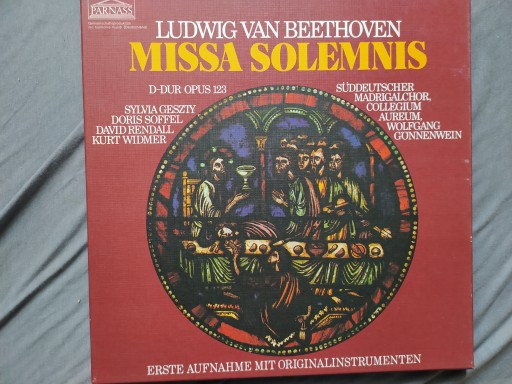 PARNASS
LUDWIG VAN BEETHOVEN
MISSA SOLEMNIS
D-DUR OPUS 123
SYLVIA GESZTY
DORIS SOFFEL
DAVID RENDALL
KURT WIDMER
SÜDDEUTSCHER
MADRIGALCHOR,
COLLEGIUM
AUREUM,
WOLFGANG
GÖNNENWEIN
ERSTE AUFNAHME MIT ORIGINALINSTRUMENTEN